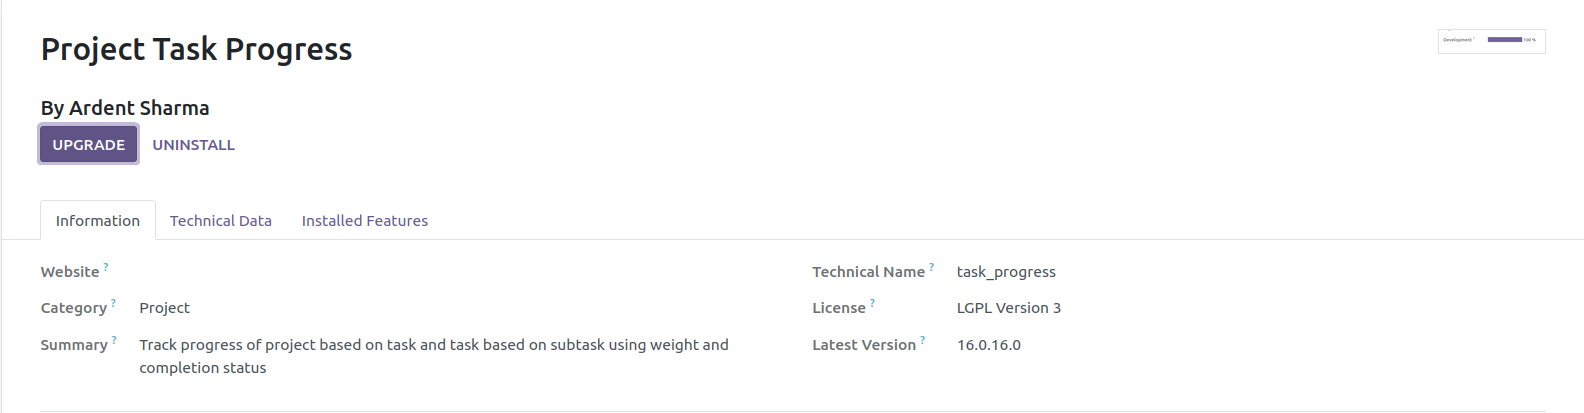 Project Task Progress
Development ? 100 %
By Ardent Sharma
UPGRADE UNINSTALL
Information Technical Data Installed Features
Website ?
Technical Name ? task_progress
Category ? Project
License ? LGPL Version 3
Summary ? Track progress of project based on task and task based on subtask using weight and
completion status
Latest Version ? 16.0.16.0